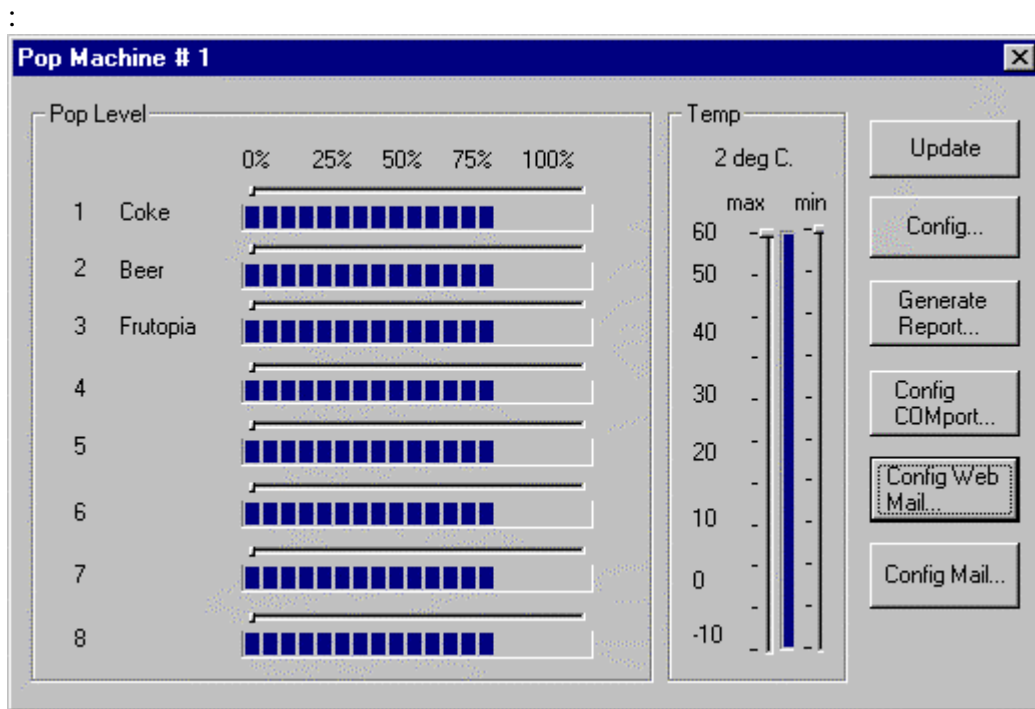 :
Pop Machine # 1
Pop Level
0% 25% 50% 75% 100%
1 Coke
2 Beer
3 Frutopia
4
5
6
7
8
Temp
2 deg C.
max min
60
50
40
30
20
10
0
-10
Update
Config...
Generate
Report...
Config
COMport...
Config Web
Mail...
Config Mail...